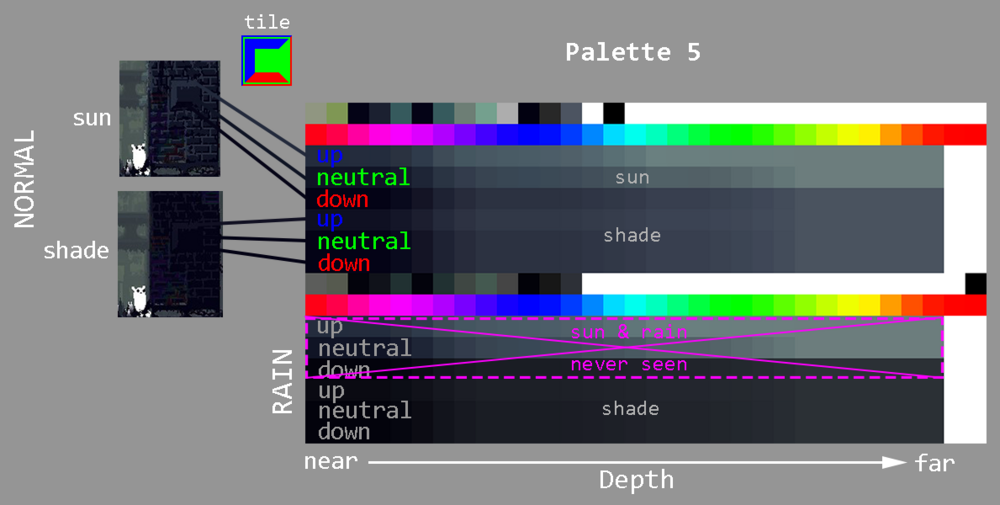 tile
Palette 5
NORMAL
sun
shade
up
neutral
down
sun
up
neutral
down
shade
RAIN
up
neutral
down
sun & rain
never seen
up
neutral
down
shade
near
far
Depth